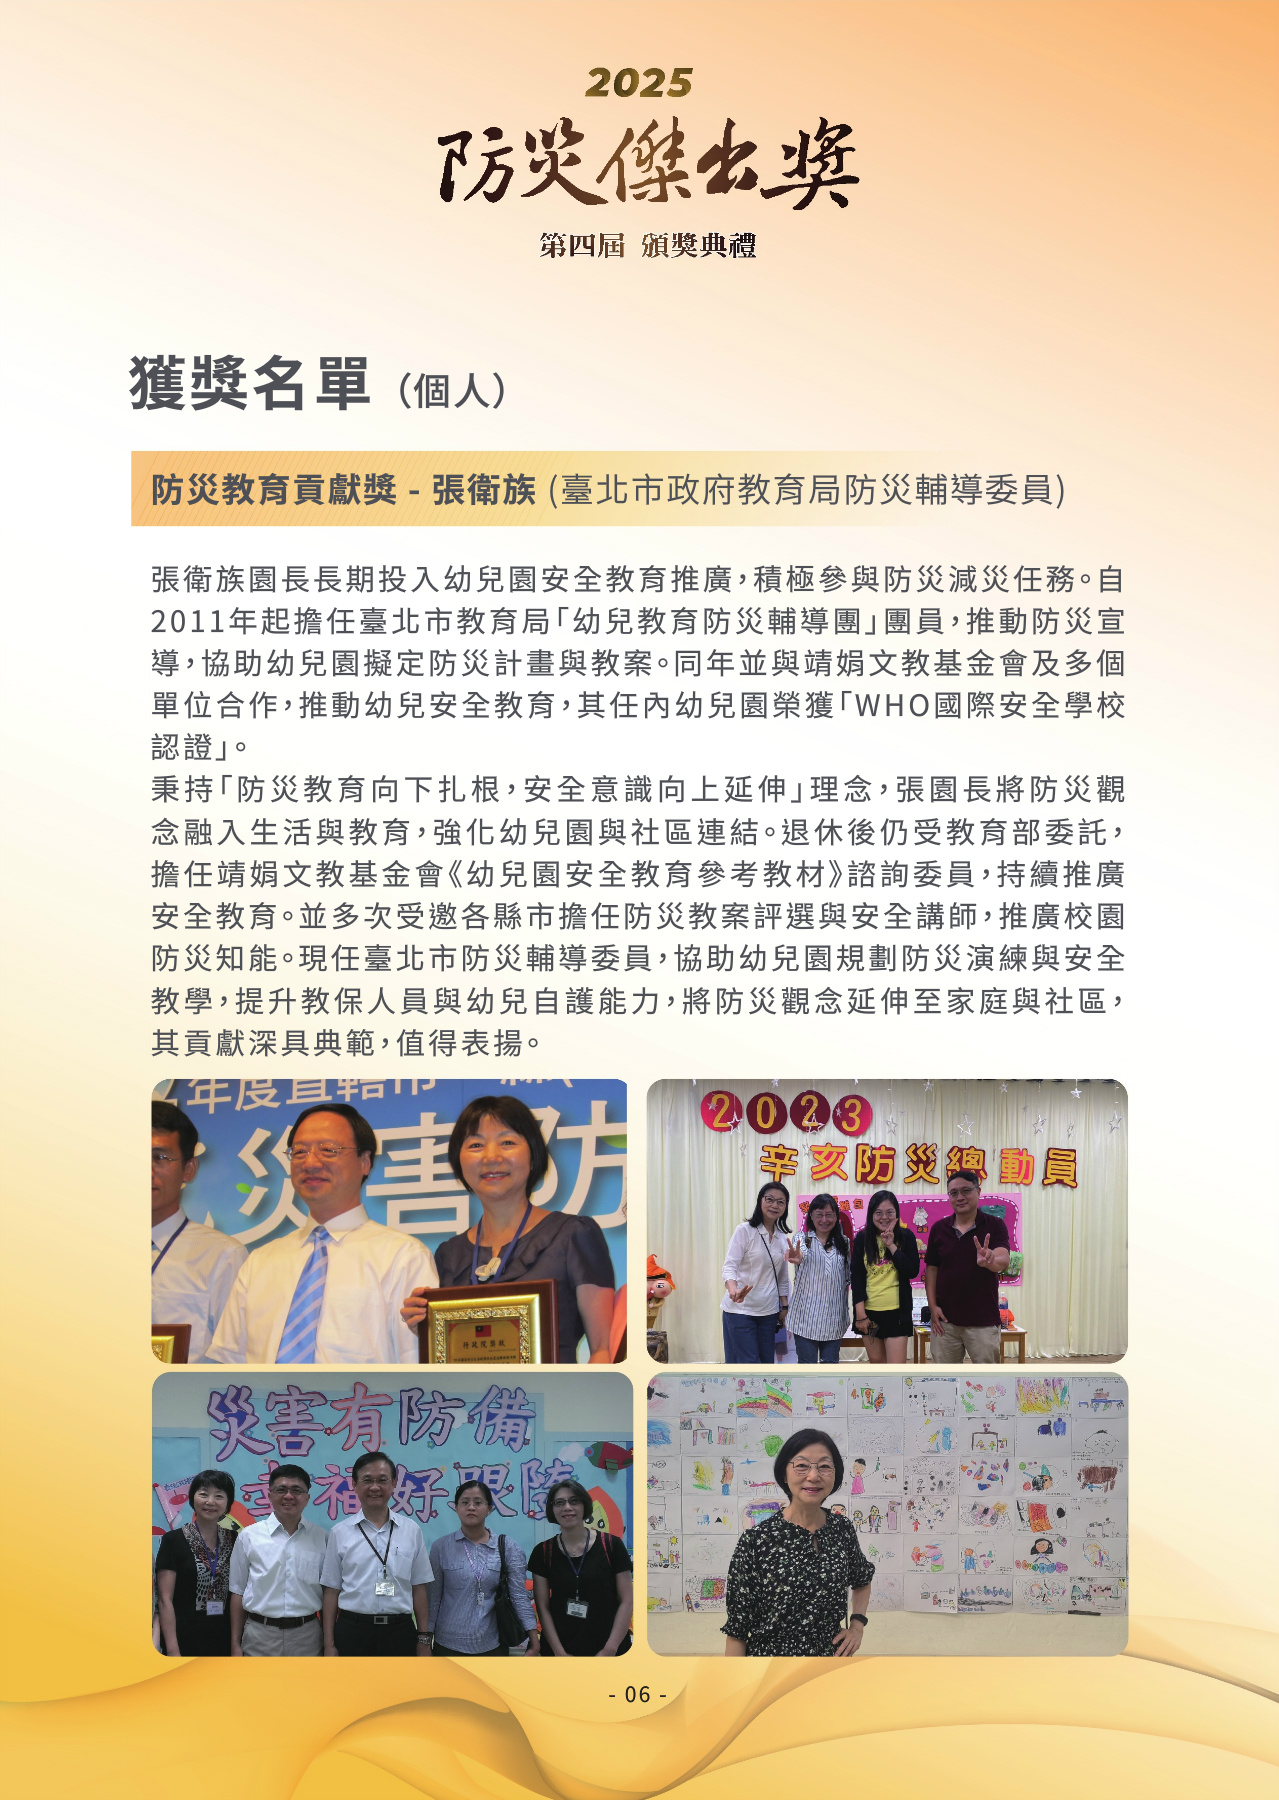 2025
防災傑出獎
第四屆 頒獎典禮
獲獎名單（個人）
防災教育貢獻獎 - 張衛族 (臺北市政府教育局防災輔導委員)
張衛族園長長期投入幼兒園安全教育推廣，積極參與防災減災任務。自
2011年起擔任臺北市教育局「幼兒教育防災輔導團」團員，推動防災宣
導，協助幼兒園擬定防災計畫與教案。同年並與靖娟文教基金會及多個
單位合作，推動幼兒安全教育，其任內幼兒園榮獲「WHO國際安全學校
認證」。
秉持「防災教育向下扎根，安全意識向上延伸」理念，張園長將防災觀
念融入生活與教育，強化幼兒園與社區連結。退休後仍受教育部委託，
擔任靖娟文教基金會《幼兒園安全教育參考教材》諮詢委員，持續推廣
安全教育。並多次受邀各縣市擔任防災教案評選與安全講師，推廣校園
防災知能。現任臺北市防災輔導委員，協助幼兒園規劃防災演練與安全
教學，提升教保人員與幼兒自護能力，將防災觀念延伸至家庭與社區，
其貢獻深具典範，值得表揚。
年度直轄市
災害防
行政院獎狀
2023
辛亥防災總動員
災害有防備
幸福好跟隨
- 06 -